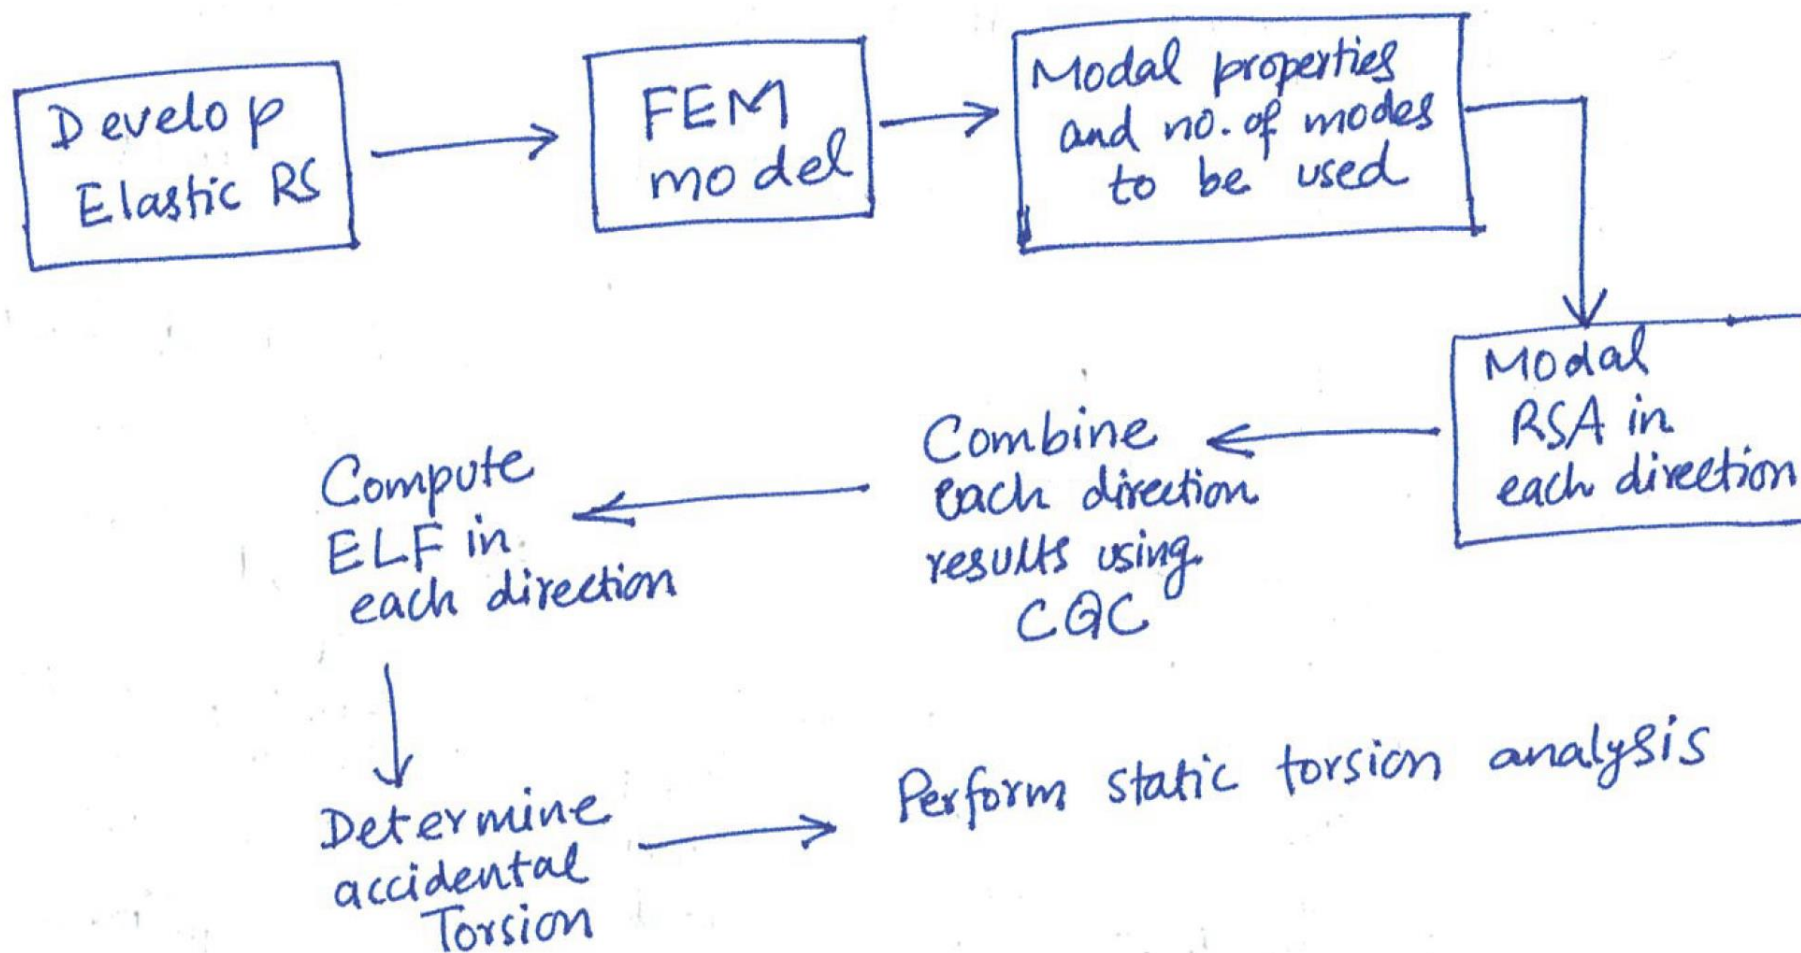 Develop
Elastic RS
FEM
model
Modal properties
and no. of modes
to be used
Modal
RSA in
each direction
Combine
each direction
results using
CQC
Compute
ELF in
each direction
Determine
accidental
Torsion
Perform static torsion analysis